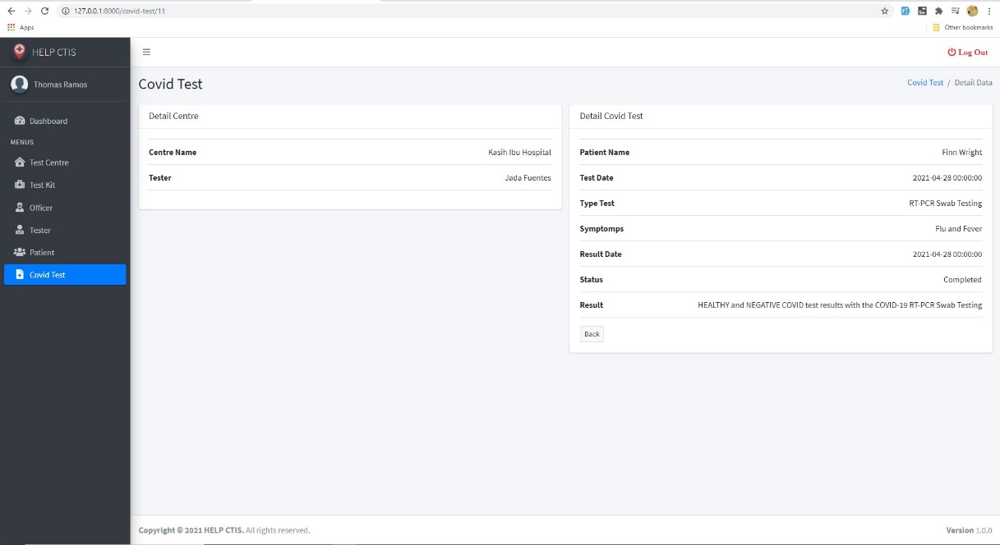 127.0.0.1:8000/covid-test/11
Apps
Other bookmarks
HELP CTIS
Log Out
Thomas Ramos
Dashboard
MENUS
Test Centre
Test Kit
Officer
Tester
Patient
Covid Test
Covid Test
Covid Test / Detail Data
Detail Centre
Centre Name Kasih Ibu Hospital
Tester Jada Fuentes
Detail Covid Test
Patient Name Finn Wright
Test Date 2021-04-28 00:00:00
Type Test RT-PCR Swab Testing
Symptomps Flu and Fever
Result Date 2021-04-28 00:00:00
Status Completed
Result HEALTHY and NEGATIVE COVID test results with the COVID-19 RT-PCR Swab Testing
Back
Copyright © 2021 HELP CTIS. All rights reserved.
Version 1.0.0